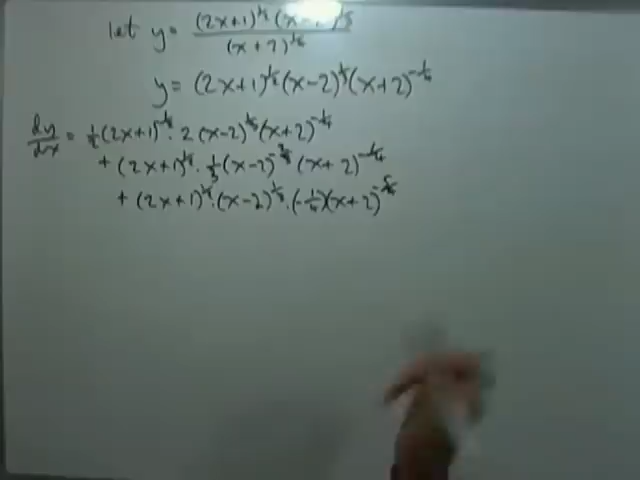 let y = (2x+1)^½ (x-2)^⅓ / (x+2)^¼
y = (2x+1)^½ (x-2)^⅓ (x+2)^-¼
dy/dx = ½(2x+1)^-½ · 2 (x-2)^⅓ (x+2)^-¼
+ (2x+1)^½ · ⅓(x-2)^-⅔ (x+2)^-¼
+ (2x+1)^½ · (x-2)^⅓ · (-¼)(x+2)^-5/4